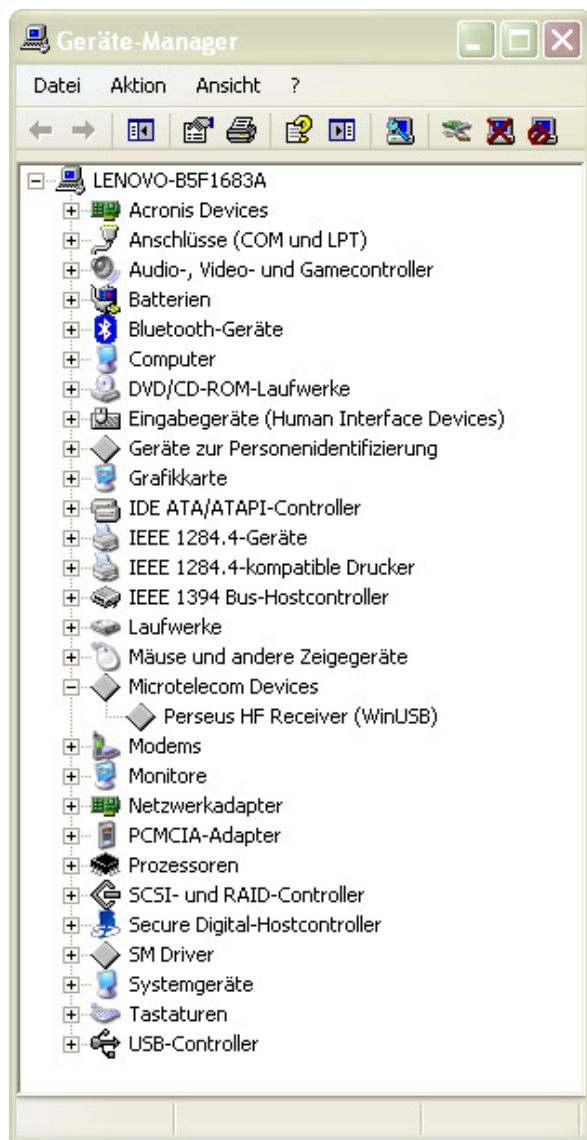 Geräte-Manager
Datei Aktion Ansicht ?
LENOVO-B5F1683A
Acronis Devices
Anschlüsse (COM und LPT)
Audio-, Video- und Gamecontroller
Batterien
Bluetooth-Geräte
Computer
DVD/CD-ROM-Laufwerke
Eingabegeräte (Human Interface Devices)
Geräte zur Personenidentifizierung
Grafikkarte
IDE ATA/ATAPI-Controller
IEEE 1284.4-Geräte
IEEE 1284.4-kompatible Drucker
IEEE 1394 Bus-Hostcontroller
Laufwerke
Mäuse und andere Zeigegeräte
Microtelecom Devices
Perseus HF Receiver (WinUSB)
Modems
Monitore
Netzwerkadapter
PCMCIA-Adapter
Prozessoren
SCSI- und RAID-Controller
Secure Digital-Hostcontroller
SM Driver
Systemgeräte
Tastaturen
USB-Controller